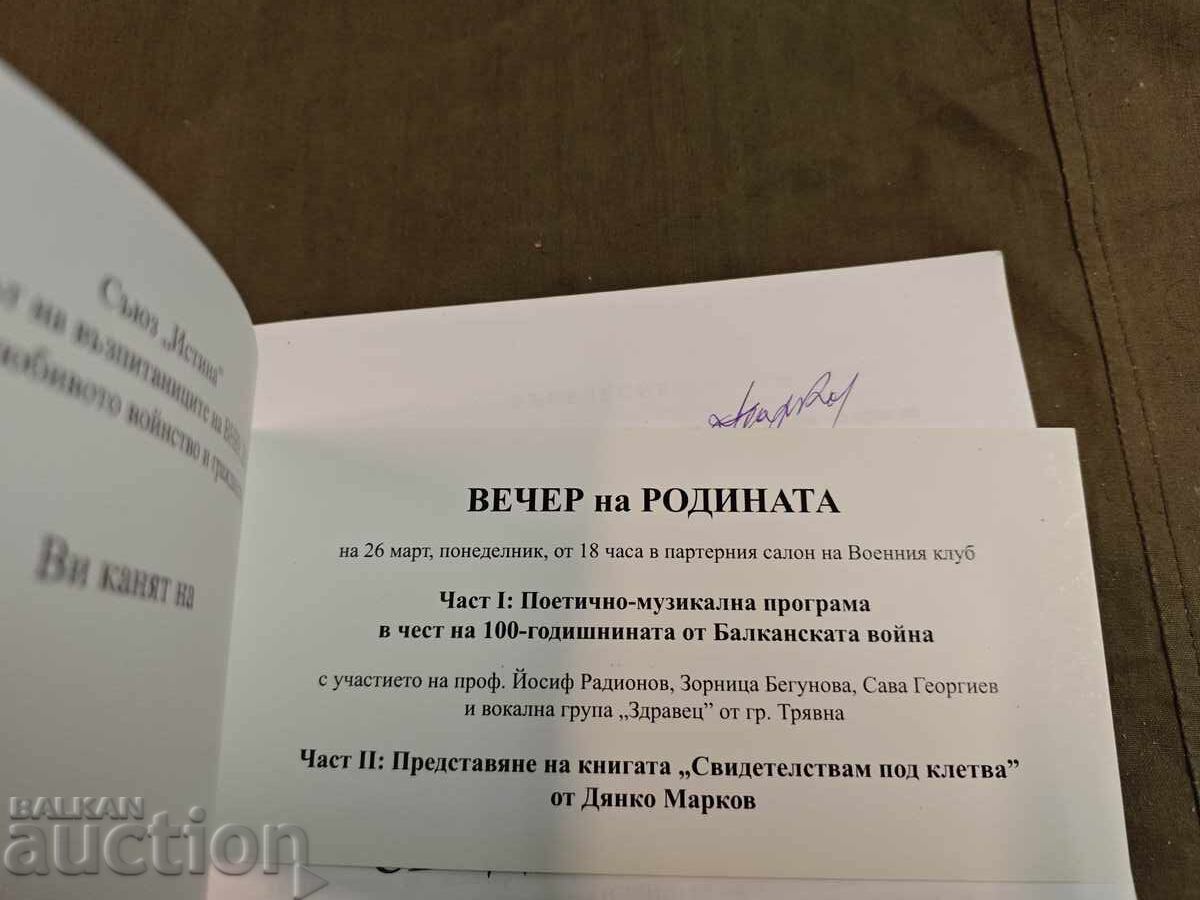 Съюз „Истина"
на възпитаниците на
войнство и
Ви канят на
ВЕЧЕР на РОДИНАТА
на 26 март, понеделник, от 18 часа в партерния салон на Военния клуб
Част I: Поетично-музикална програма
в чест на 100-годишнината от Балканската война
с участието на проф. Йосиф Радионов, Зорница Бегунова, Сава Георгиев
и вокална група „Здравец" от гр. Трявна
Част II: Представяне на книгата „Свидетелствам под клетва"
от Дянко Марков
BALKAN
auction